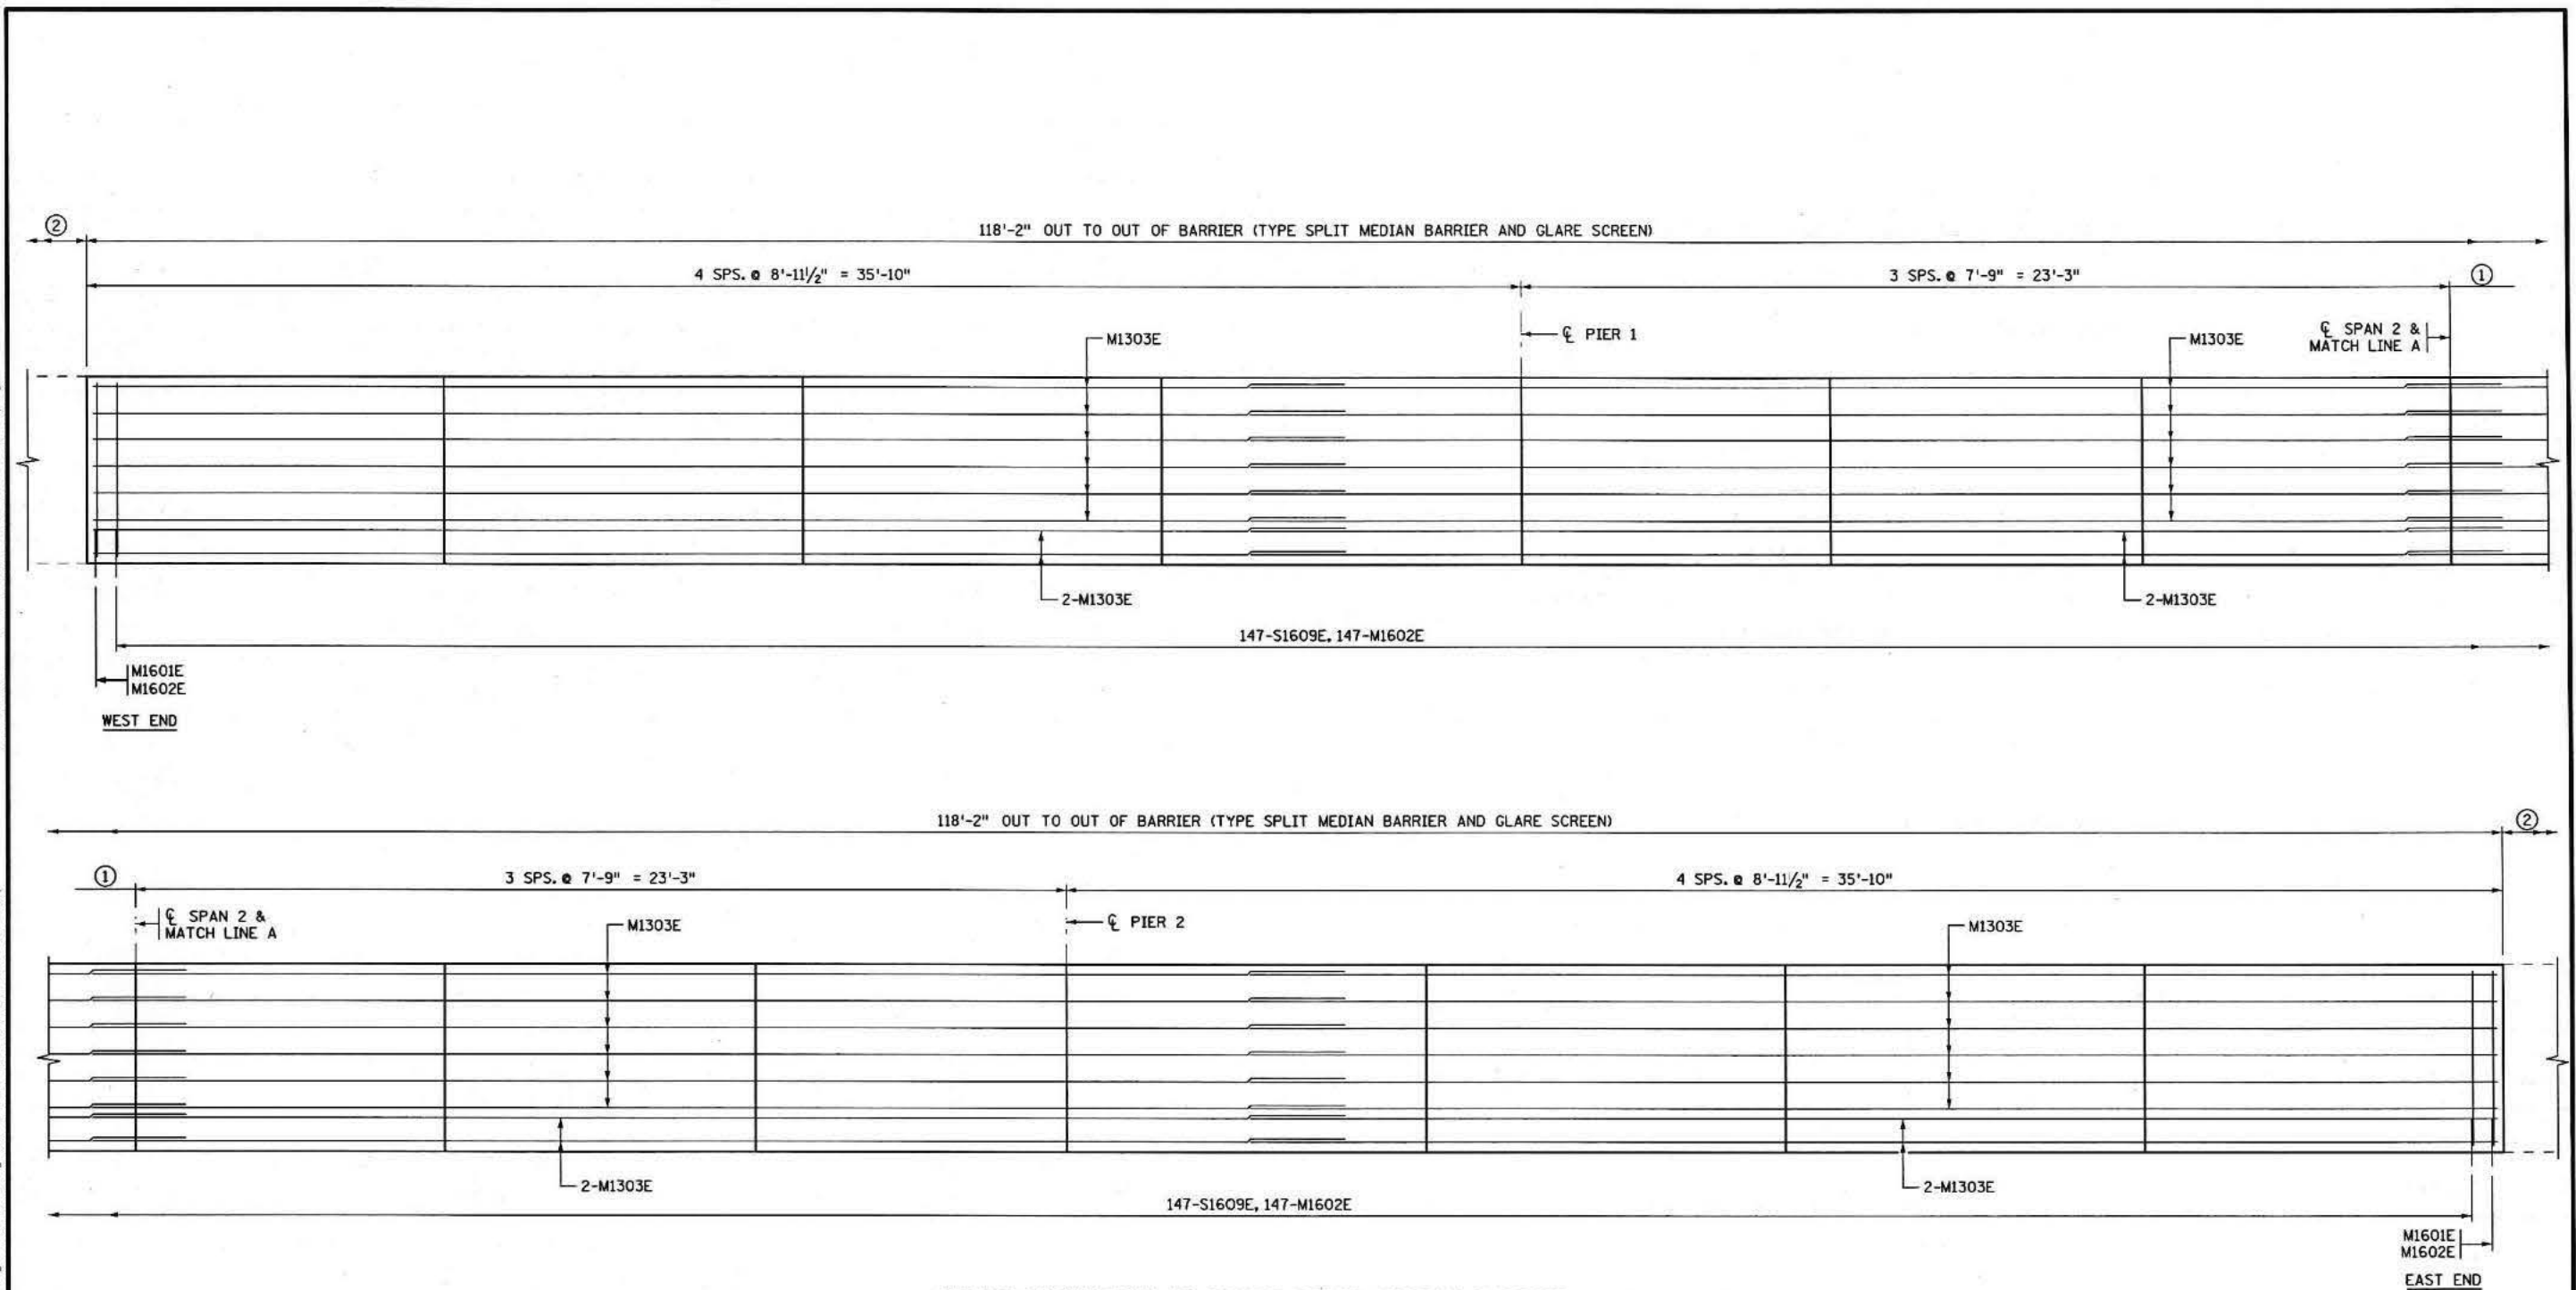 ②
118'-2" OUT TO OUT OF BARRIER (TYPE SPLIT MEDIAN BARRIER AND GLARE SCREEN)
4 SPS. @ 8'-11½" = 35'-10"
3 SPS. @ 7'-9" = 23'-3"
①
M1303E
℄ PIER 1
M1303E
℄ SPAN 2 &
MATCH LINE A
2-M1303E
2-M1303E
147-S1609E, 147-M1602E
M1601E
M1602E
WEST END
118'-2" OUT TO OUT OF BARRIER (TYPE SPLIT MEDIAN BARRIER AND GLARE SCREEN)
②
①
3 SPS. @ 7'-9" = 23'-3"
4 SPS. @ 8'-11½" = 35'-10"
℄ SPAN 2 &
MATCH LINE A
M1303E
℄ PIER 2
M1303E
2-M1303E
2-M1303E
147-S1609E, 147-M1602E
M1601E
M1602E
EAST END